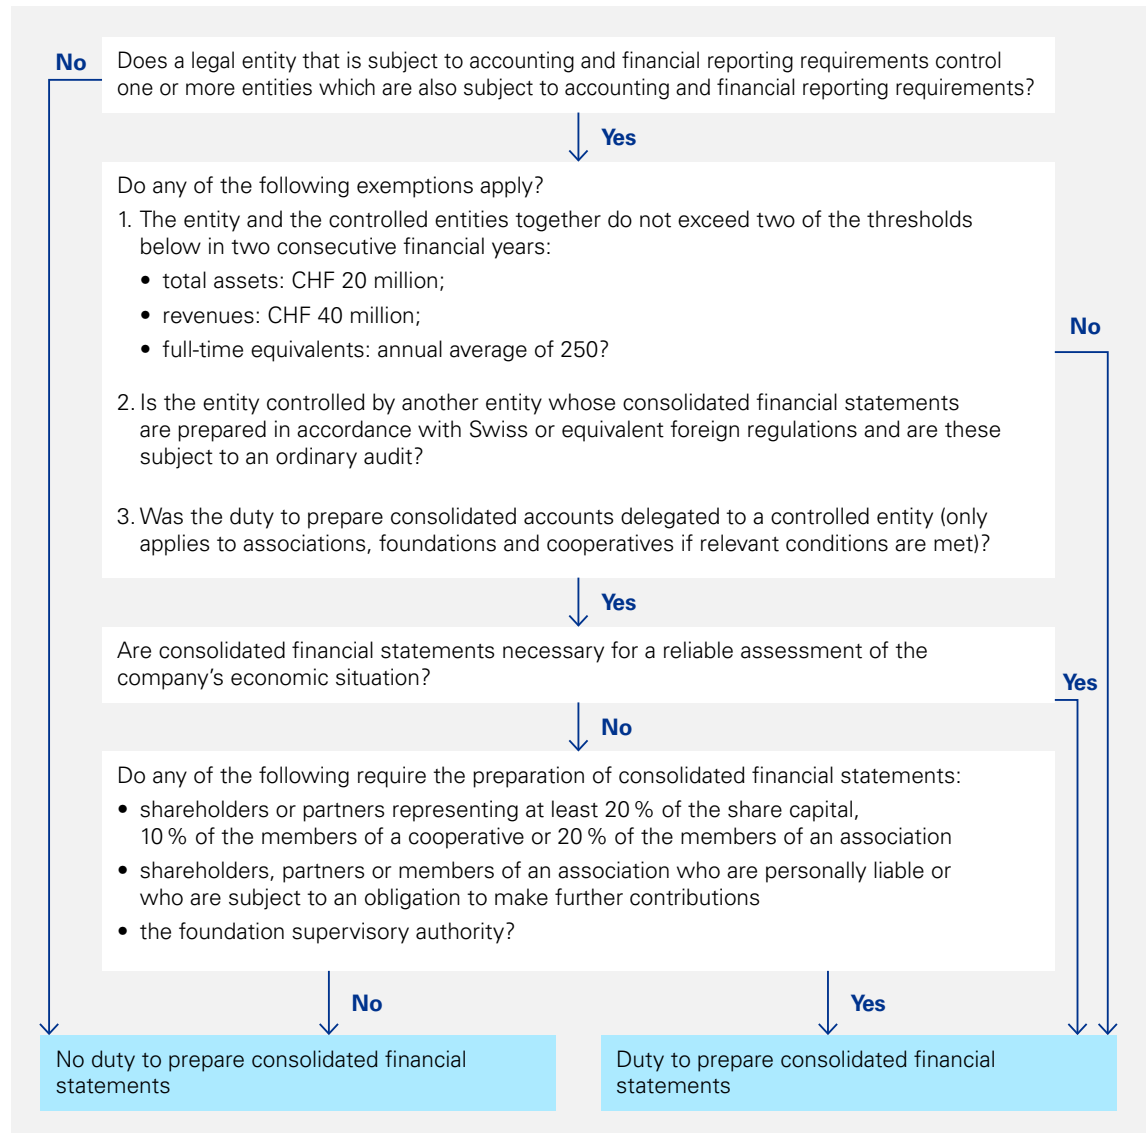 No
Does a legal entity that is subject to accounting and financial reporting requirements control
one or more entities which are also subject to accounting and financial reporting requirements?
Yes
Do any of the following exemptions apply?
1. The entity and the controlled entities together do not exceed two of the thresholds
below in two consecutive financial years:
• total assets: CHF 20 million;
• revenues: CHF 40 million;
• full-time equivalents: annual average of 250?
No
2. Is the entity controlled by another entity whose consolidated financial statements
are prepared in accordance with Swiss or equivalent foreign regulations and are these
subject to an ordinary audit?
3. Was the duty to prepare consolidated accounts delegated to a controlled entity (only
applies to associations, foundations and cooperatives if relevant conditions are met)?
Yes
Are consolidated financial statements necessary for a reliable assessment of the
company’s economic situation?
Yes
No
Do any of the following require the preparation of consolidated financial statements:
• shareholders or partners representing at least 20 % of the share capital,
10 % of the members of a cooperative or 20 % of the members of an association
• shareholders, partners or members of an association who are personally liable or
who are subject to an obligation to make further contributions
• the foundation supervisory authority?
No
Yes
No duty to prepare consolidated financial
statements
Duty to prepare consolidated financial
statements